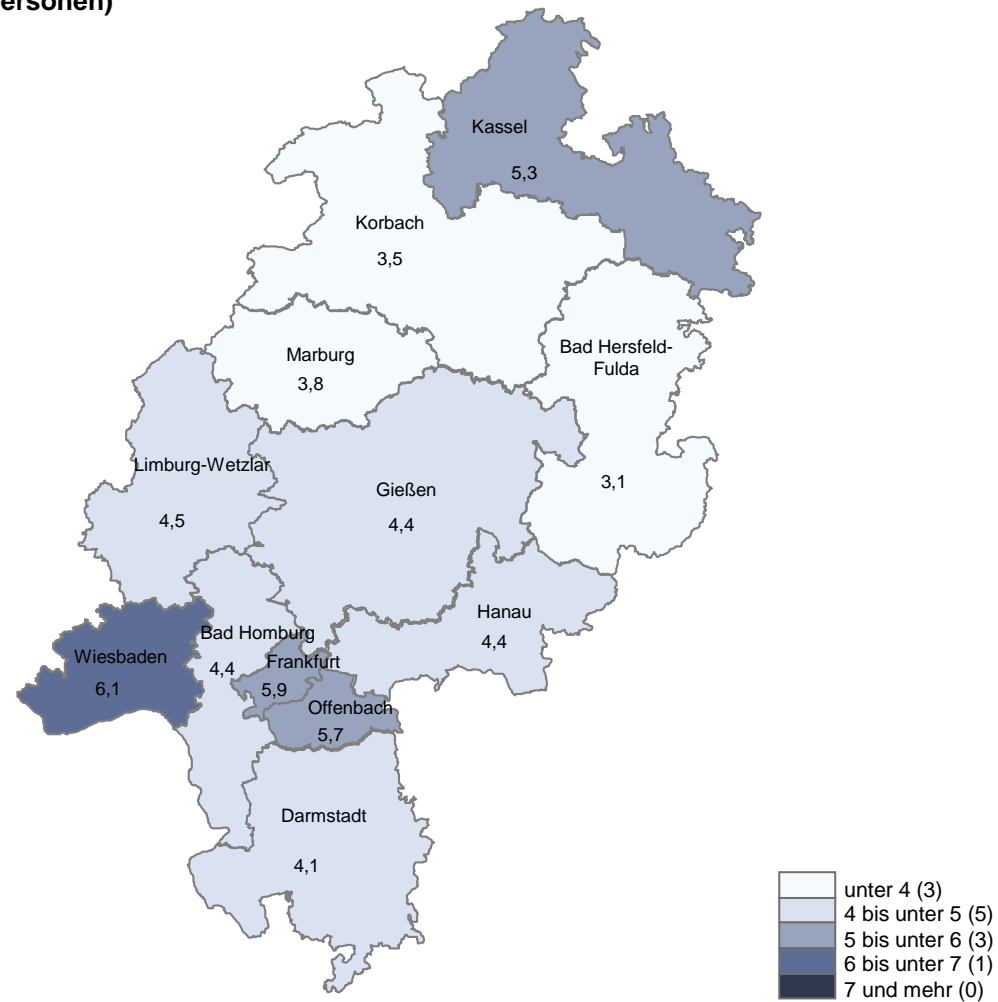 ersonen)
Kassel
5,3
Korbach
3,5
Bad Hersfeld-
Fulda
Marburg
3,8
Limburg-Wetzlar
3,1
Gießen
4,5
4,4
Hanau
Bad Homburg
4,4
Wiesbaden
Frankfurt
4,4
6,1
5,9
Offenbach
5,7
Darmstadt
4,1
unter 4 (3)
4 bis unter 5 (5)
5 bis unter 6 (3)
6 bis unter 7 (1)
7 und mehr (0)